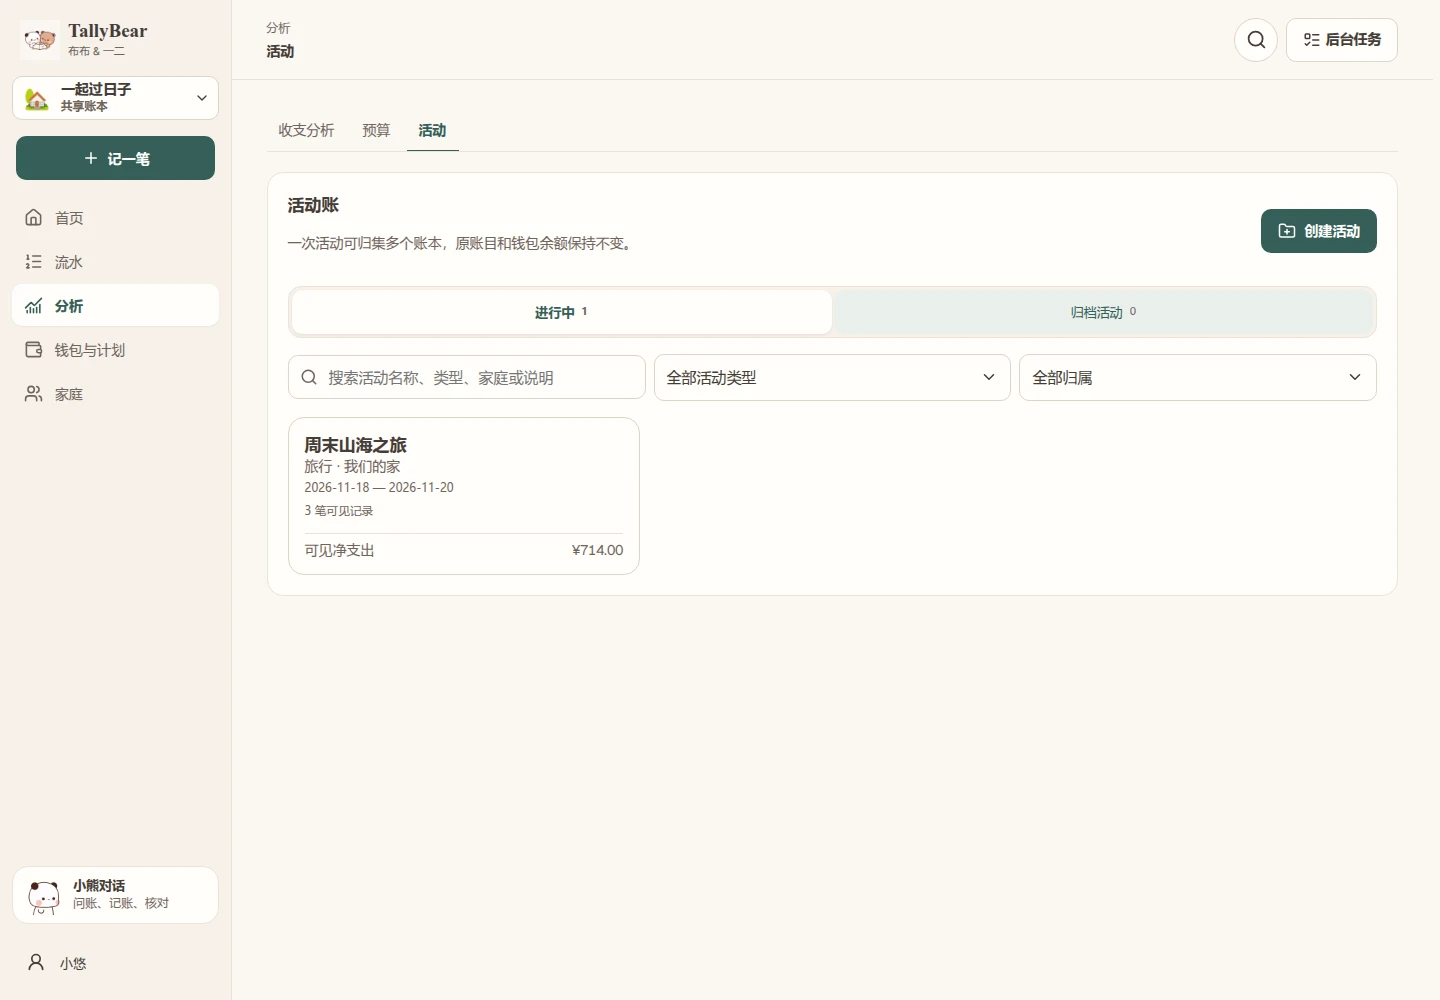 TallyBear
布布 & 一二
一起过日子
共享账本
记一笔
首页
流水
分析
钱包与计划
家庭
小熊对话
问账、记账、核对
小悠
分析
活动
后台任务
收支分析
预算
活动
活动账
一次活动可归集多个账本，原账目和钱包余额保持不变。
创建活动
进行中 1
归档活动 0
搜索活动名称、类型、家庭或说明
全部活动类型
全部归属
周末山海之旅
旅行 · 我们的家
2026-11-18 — 2026-11-20
3 笔可见记录
可见净支出 ¥714.00